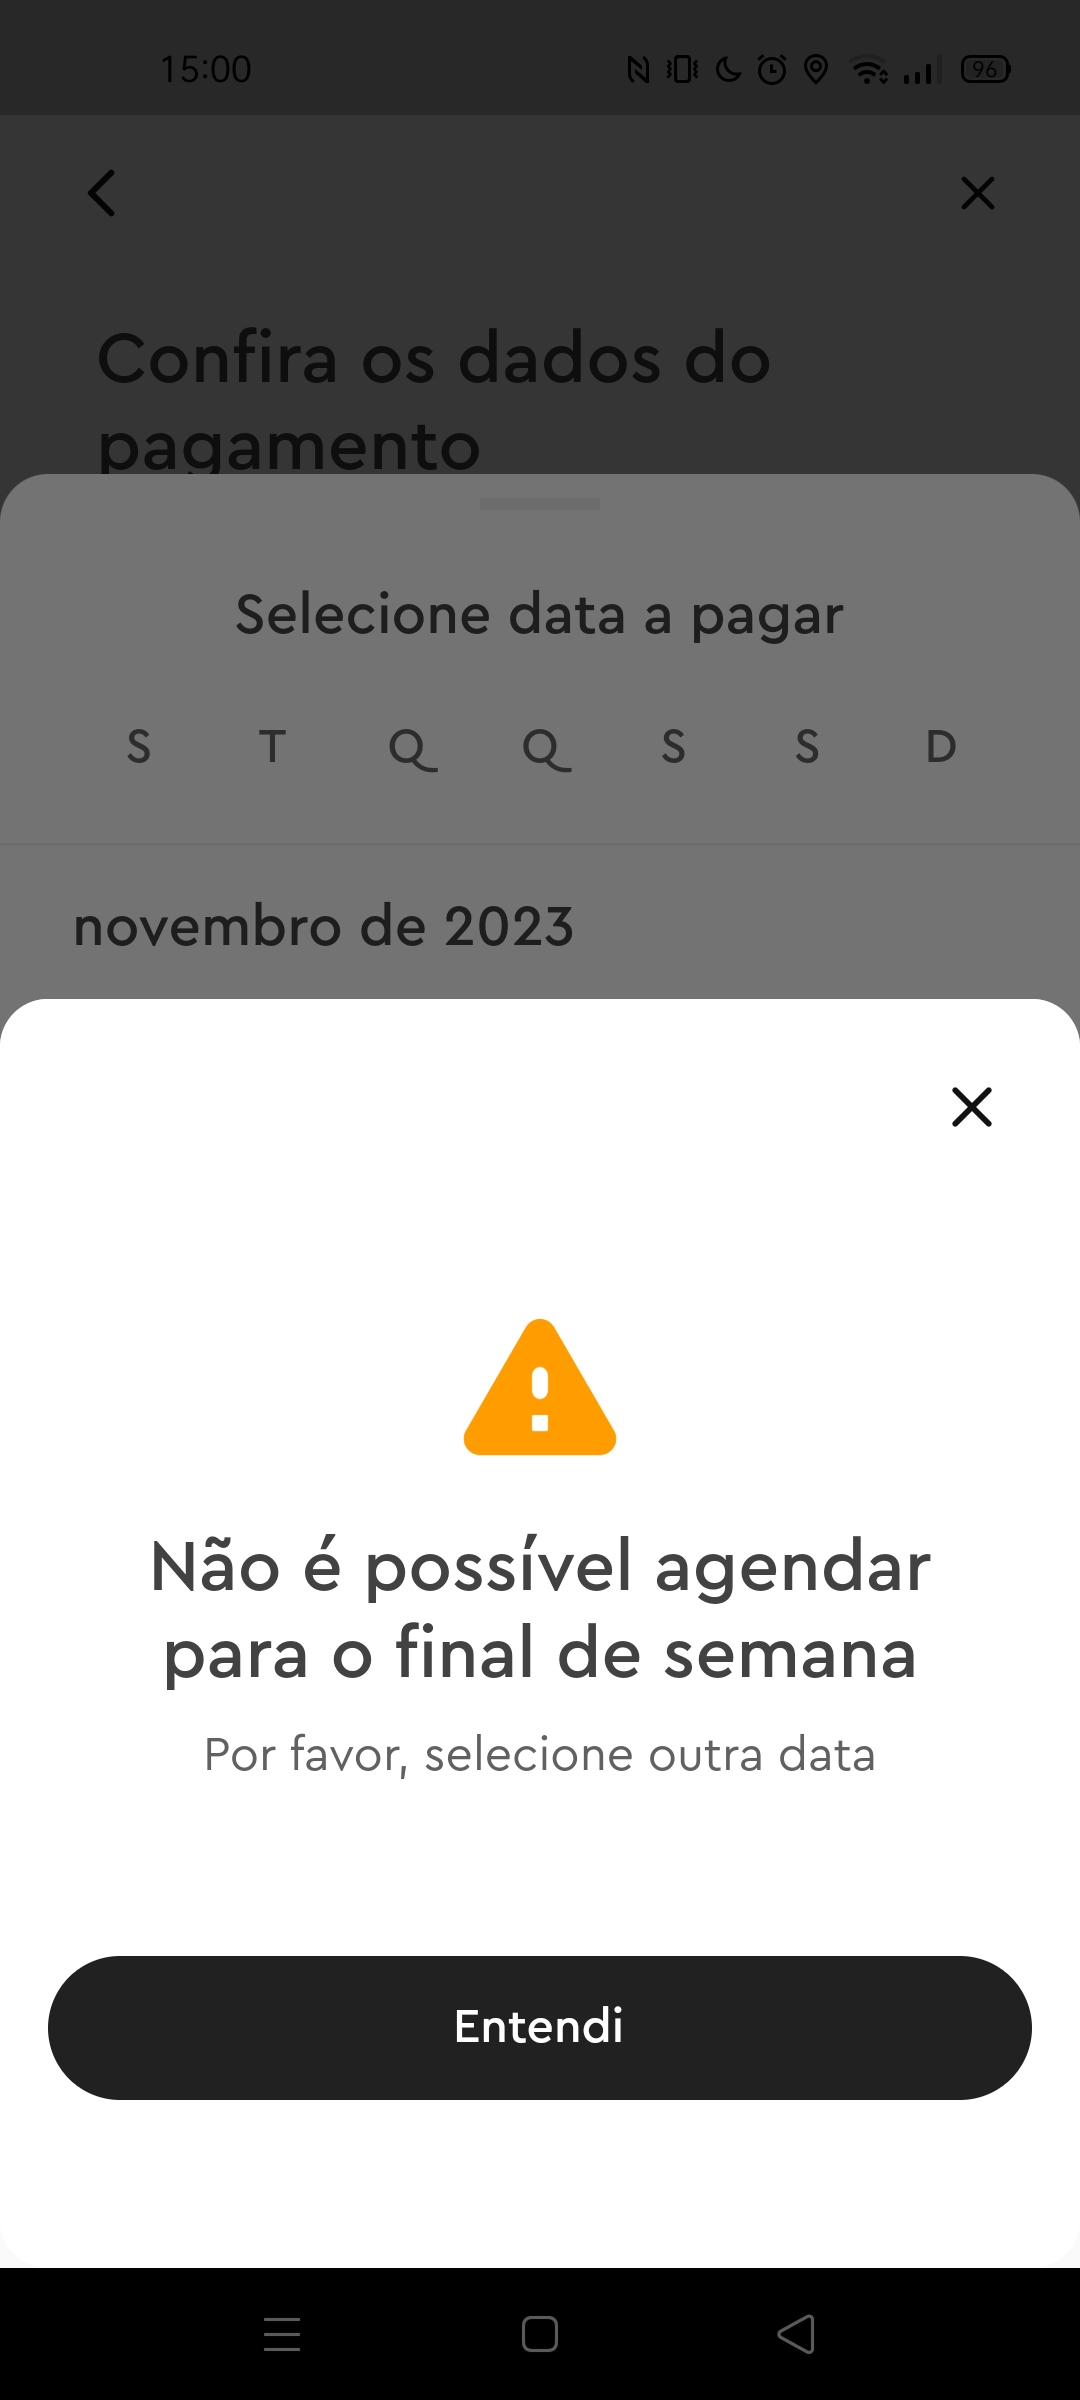 15:00
96
Confira os dados do
pagamento
Selecione data a pagar
S T Q Q S S D
novembro de 2023
Não é possível agendar
para o final de semana
Por favor, selecione outra data
Entendi